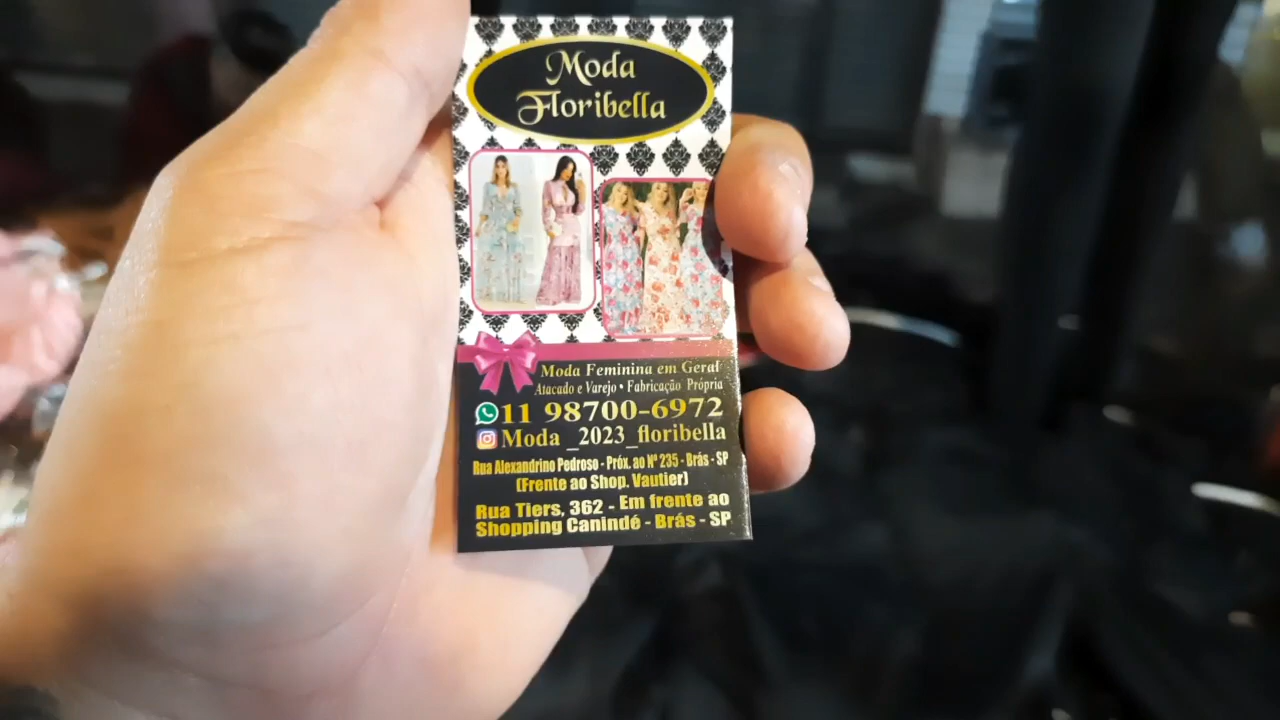 Moda
Floribella
Moda Feminina em Geral
Atacado e Varejo • Fabricação Própria
11 98700-6972
Moda _2023_floribella
Rua Alexandrino Pedroso - Próx. ao Nº 235 - Brás - SP
(Frente ao Shop. Vautier)
Rua Tiers, 362 - Em frente ao
Shopping Canindé - Brás - SP